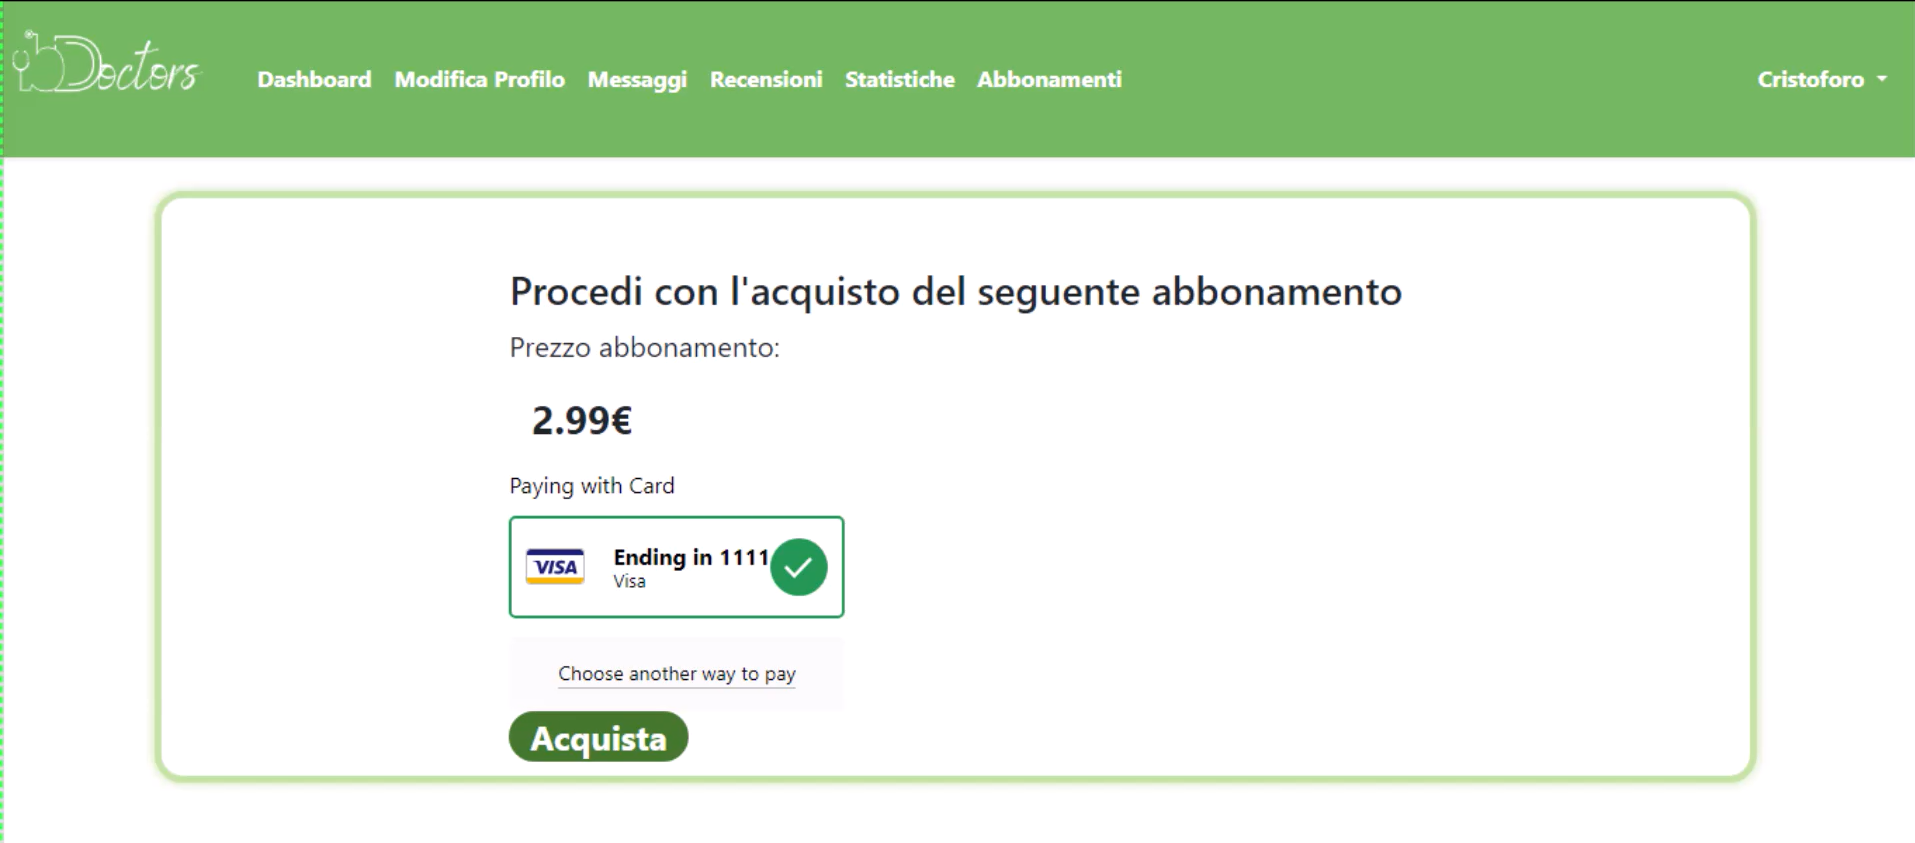 bDoctors
Dashboard Modifica Profilo Messaggi Recensioni Statistiche Abbonamenti Cristoforo
Procedi con l'acquisto del seguente abbonamento
Prezzo abbonamento:
2.99€
Paying with Card
VISA
Ending in 1111
Visa
Choose another way to pay
Acquista